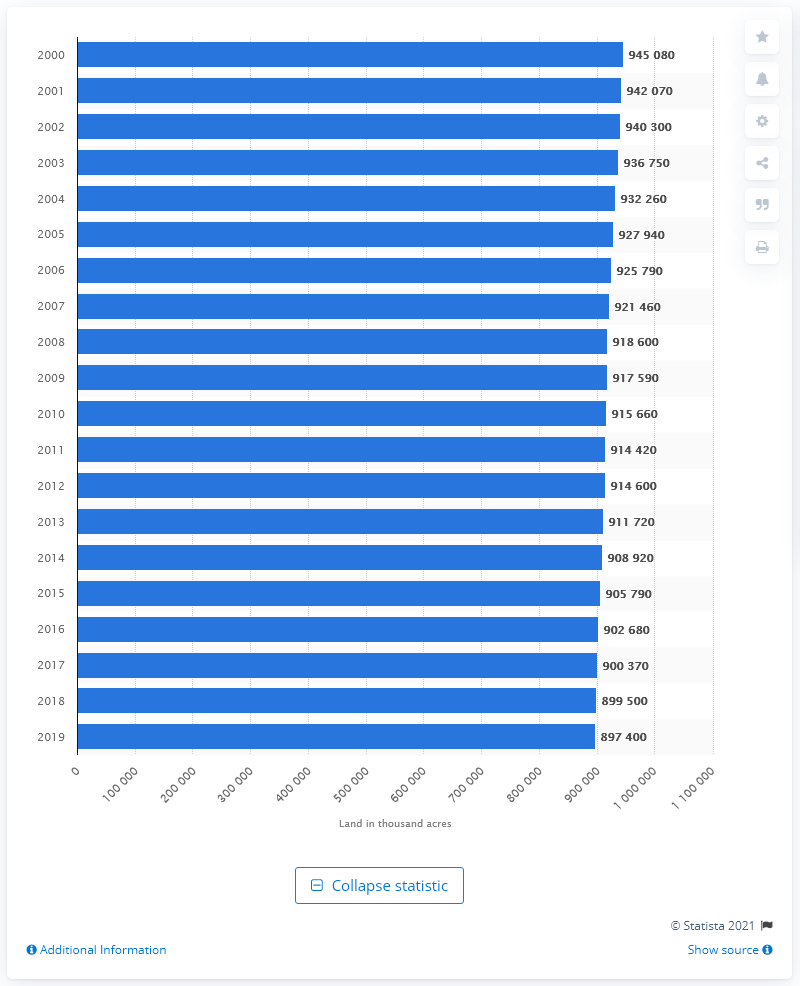 2000 945 080
2001 942 070
2002 940 300
2003 936 750
2004 932 260
2005 927 940
2006 925 790
2007 921 460
2008 918 600
2009 917 590
2010 915 660
2011 914 420
2012 914 600
2013 911 720
2014 908 920
2015 905 790
2016 902 680
2017 900 370
2018 899 500
2019 897 400
0 100 000 200 000 300 000 400 000 500 000 600 000 700 000 800 000 900 000 1 000 000 1 100 000
Land in thousand acres
Collapse statistic
© Statista 2021
Additional Information Show source